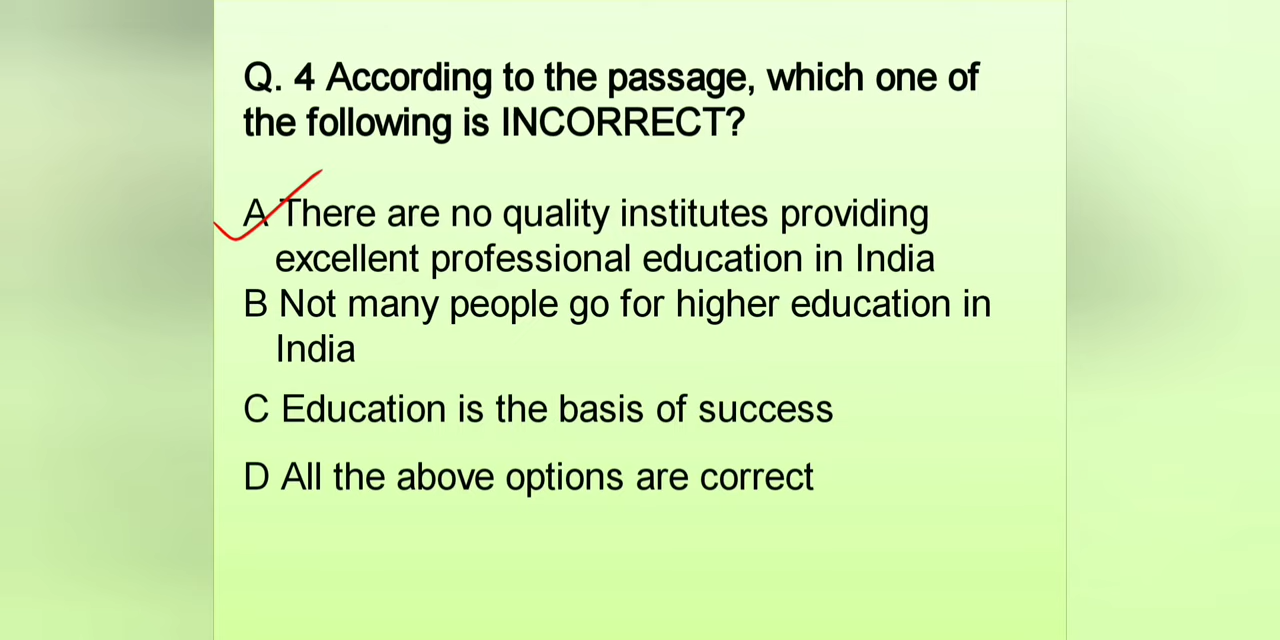 Q. 4 According to the passage, which one of
the following is INCORRECT?
A There are no quality institutes providing
excellent professional education in India
B Not many people go for higher education in
India
C Education is the basis of success
D All the above options are correct